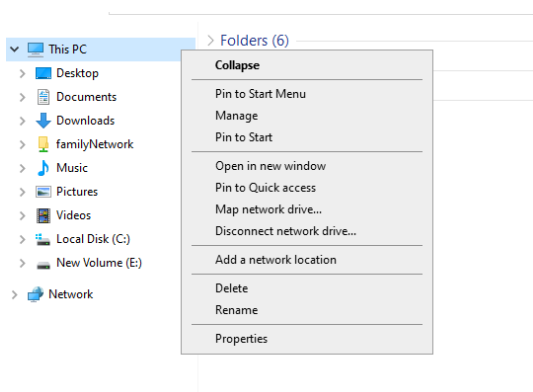 This PC
Desktop
Documents
Downloads
familyNetwork
Music
Pictures
Videos
Local Disk (C:)
New Volume (E:)
Network
Folders (6)
Collapse
Pin to Start Menu
Manage
Pin to Start
Open in new window
Pin to Quick access
Map network drive...
Disconnect network drive...
Add a network location
Delete
Rename
Properties